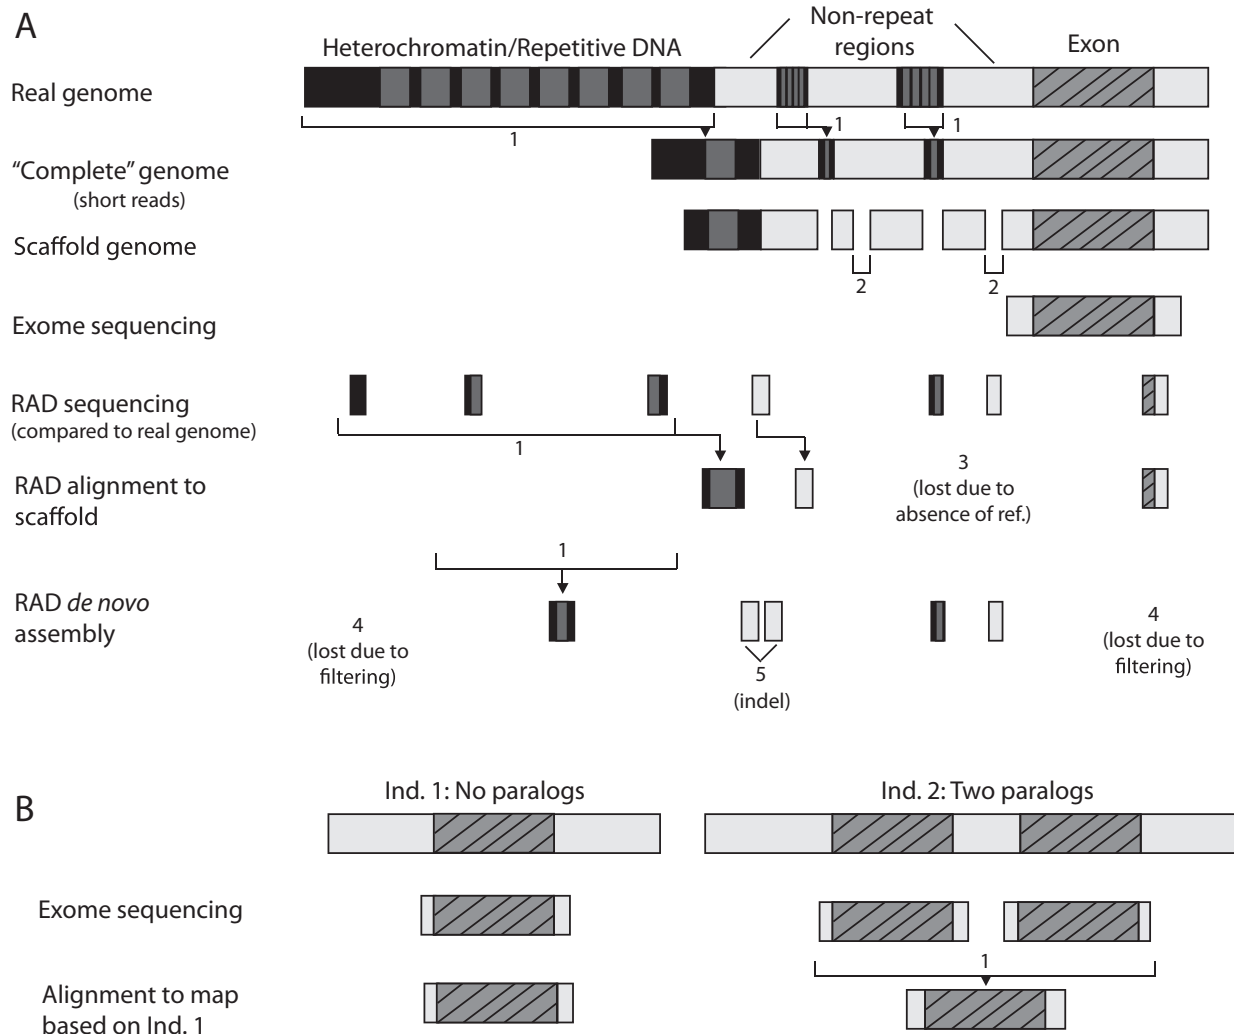 A
Non-repeat
regions
Heterochromatin/Repetitive DNA
Exon
Real genome
1
1
1
“Complete” genome
(short reads)
Scaffold genome
2
2
Exome sequencing
RAD sequencing
(compared to real genome)
1
RAD alignment to
scaffold
3
(lost due to
absence of ref.)
1
RAD de novo
assembly
4
(lost due to
filtering)
5
(indel)
4
(lost due to
filtering)
B
Ind. 1: No paralogs
Ind. 2: Two paralogs
Exome sequencing
1
Alignment to map
based on Ind. 1